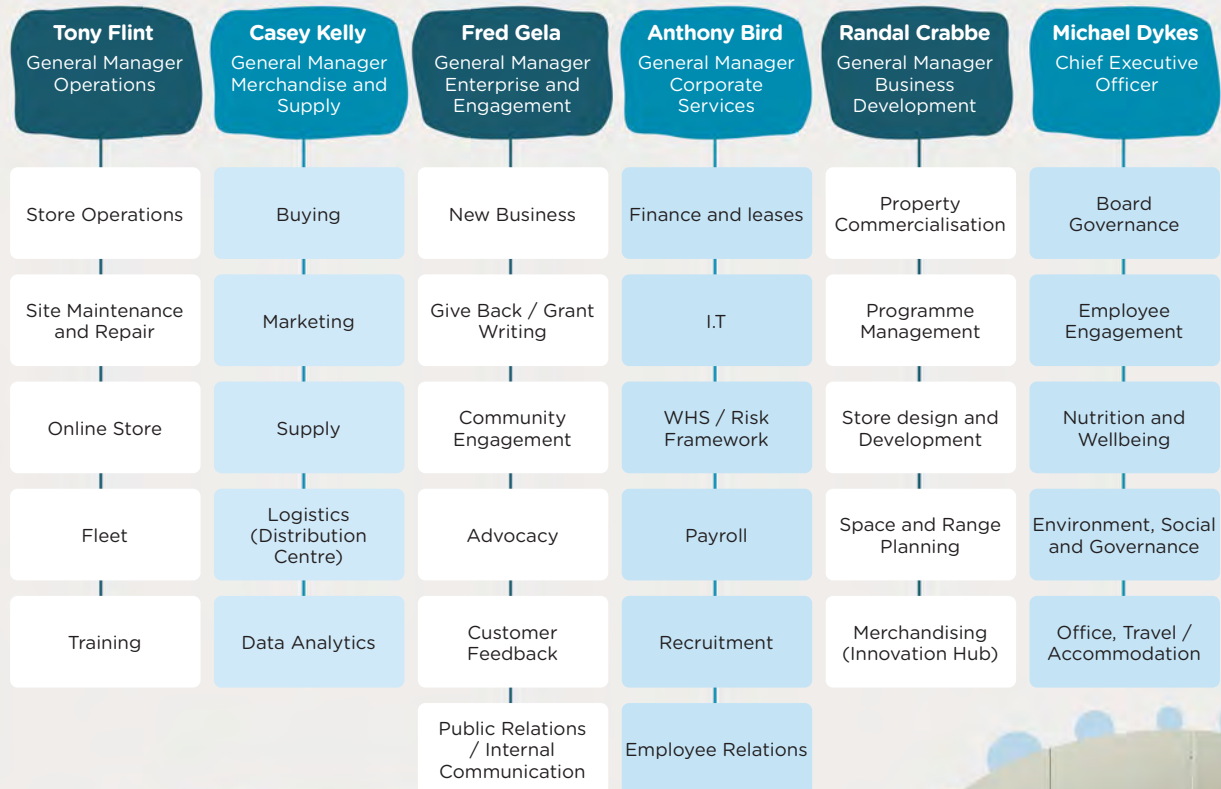 Tony Flint
General Manager
Operations
Store Operations
Site Maintenance
and Repair
Online Store
Fleet
Training
Casey Kelly
General Manager
Merchandise and
Supply
Buying
Marketing
Supply
Logistics
(Distribution
Centre)
Data Analytics
Fred Gela
General Manager
Enterprise and
Engagement
New Business
Give Back / Grant
Writing
Community
Engagement
Advocacy
Customer
Feedback
Public Relations
/ Internal
Communication
Anthony Bird
General Manager
Corporate
Services
Finance and leases
I.T
WHS / Risk
Framework
Payroll
Recruitment
Employee Relations
Randal Crabbe
General Manager
Business
Development
Property
Commercialisation
Programme
Management
Store design and
Development
Space and Range
Planning
Merchandising
(Innovation Hub)
Michael Dykes
Chief Executive
Officer
Board
Governance
Employee
Engagement
Nutrition and
Wellbeing
Environment, Social
and Governance
Office, Travel /
Accommodation